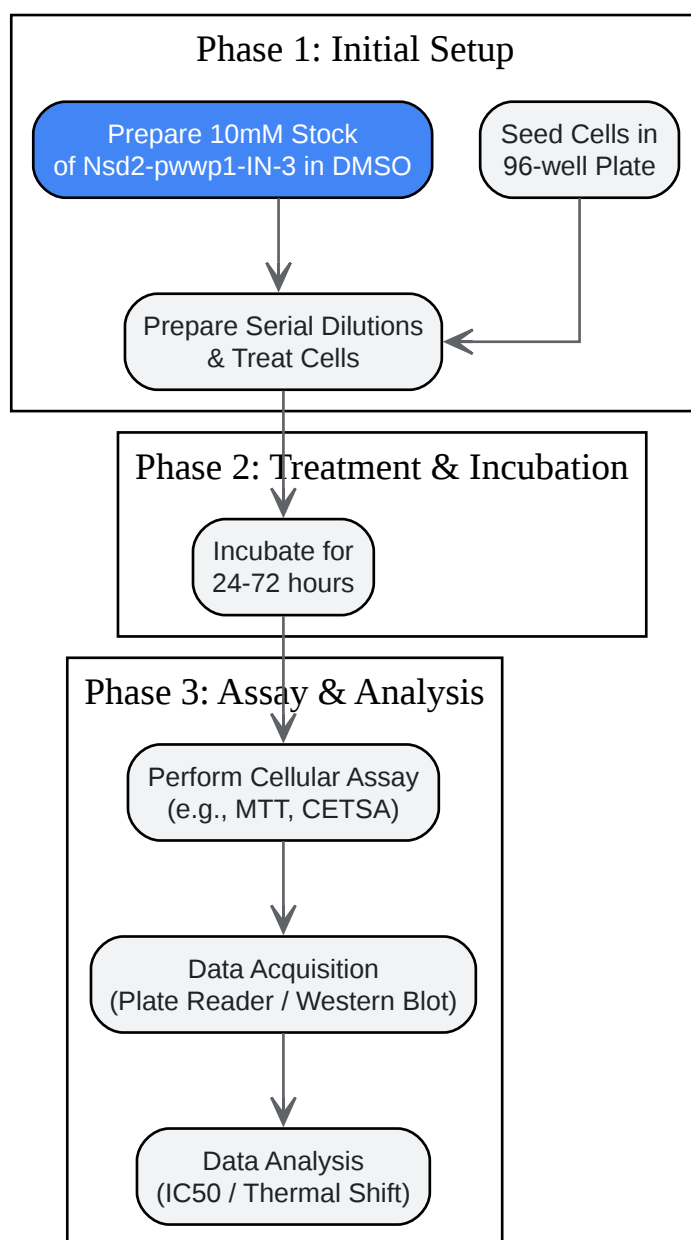 Phase 1: Initial Setup
Prepare 10mM Stock
of Nsd2-pwwp1-IN-3 in DMSO
Seed Cells in
96-well Plate
Prepare Serial Dilutions
& Treat Cells
Phase 2: Treatment & Incubation
Incubate for
24-72 hours
Phase 3: Assay & Analysis
Perform Cellular Assay
(e.g., MTT, CETSA)
Data Acquisition
(Plate Reader / Western Blot)
Data Analysis
(IC50 / Thermal Shift)